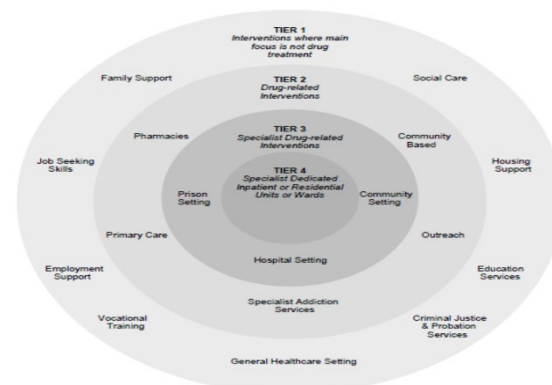 TIER 1
Interventions where main
focus is not drug
treatment
Family Support
Social Care
TIER 2
Drug-related
Interventions
Pharmacies
Community
Based
TIER 3
Specialist Drug-related
Interventions
Job Seeking
Skills
Housing
Support
TIER 4
Specialist Dedicated
Inpatient or Residential
Units or Wards
Prison
Setting
Community
Setting
Primary Care
Outreach
Hospital Setting
Employment
Support
Education
Services
Specialist Addiction
Services
Vocational
Training
Criminal Justice
& Probation
Services
General Healthcare Setting